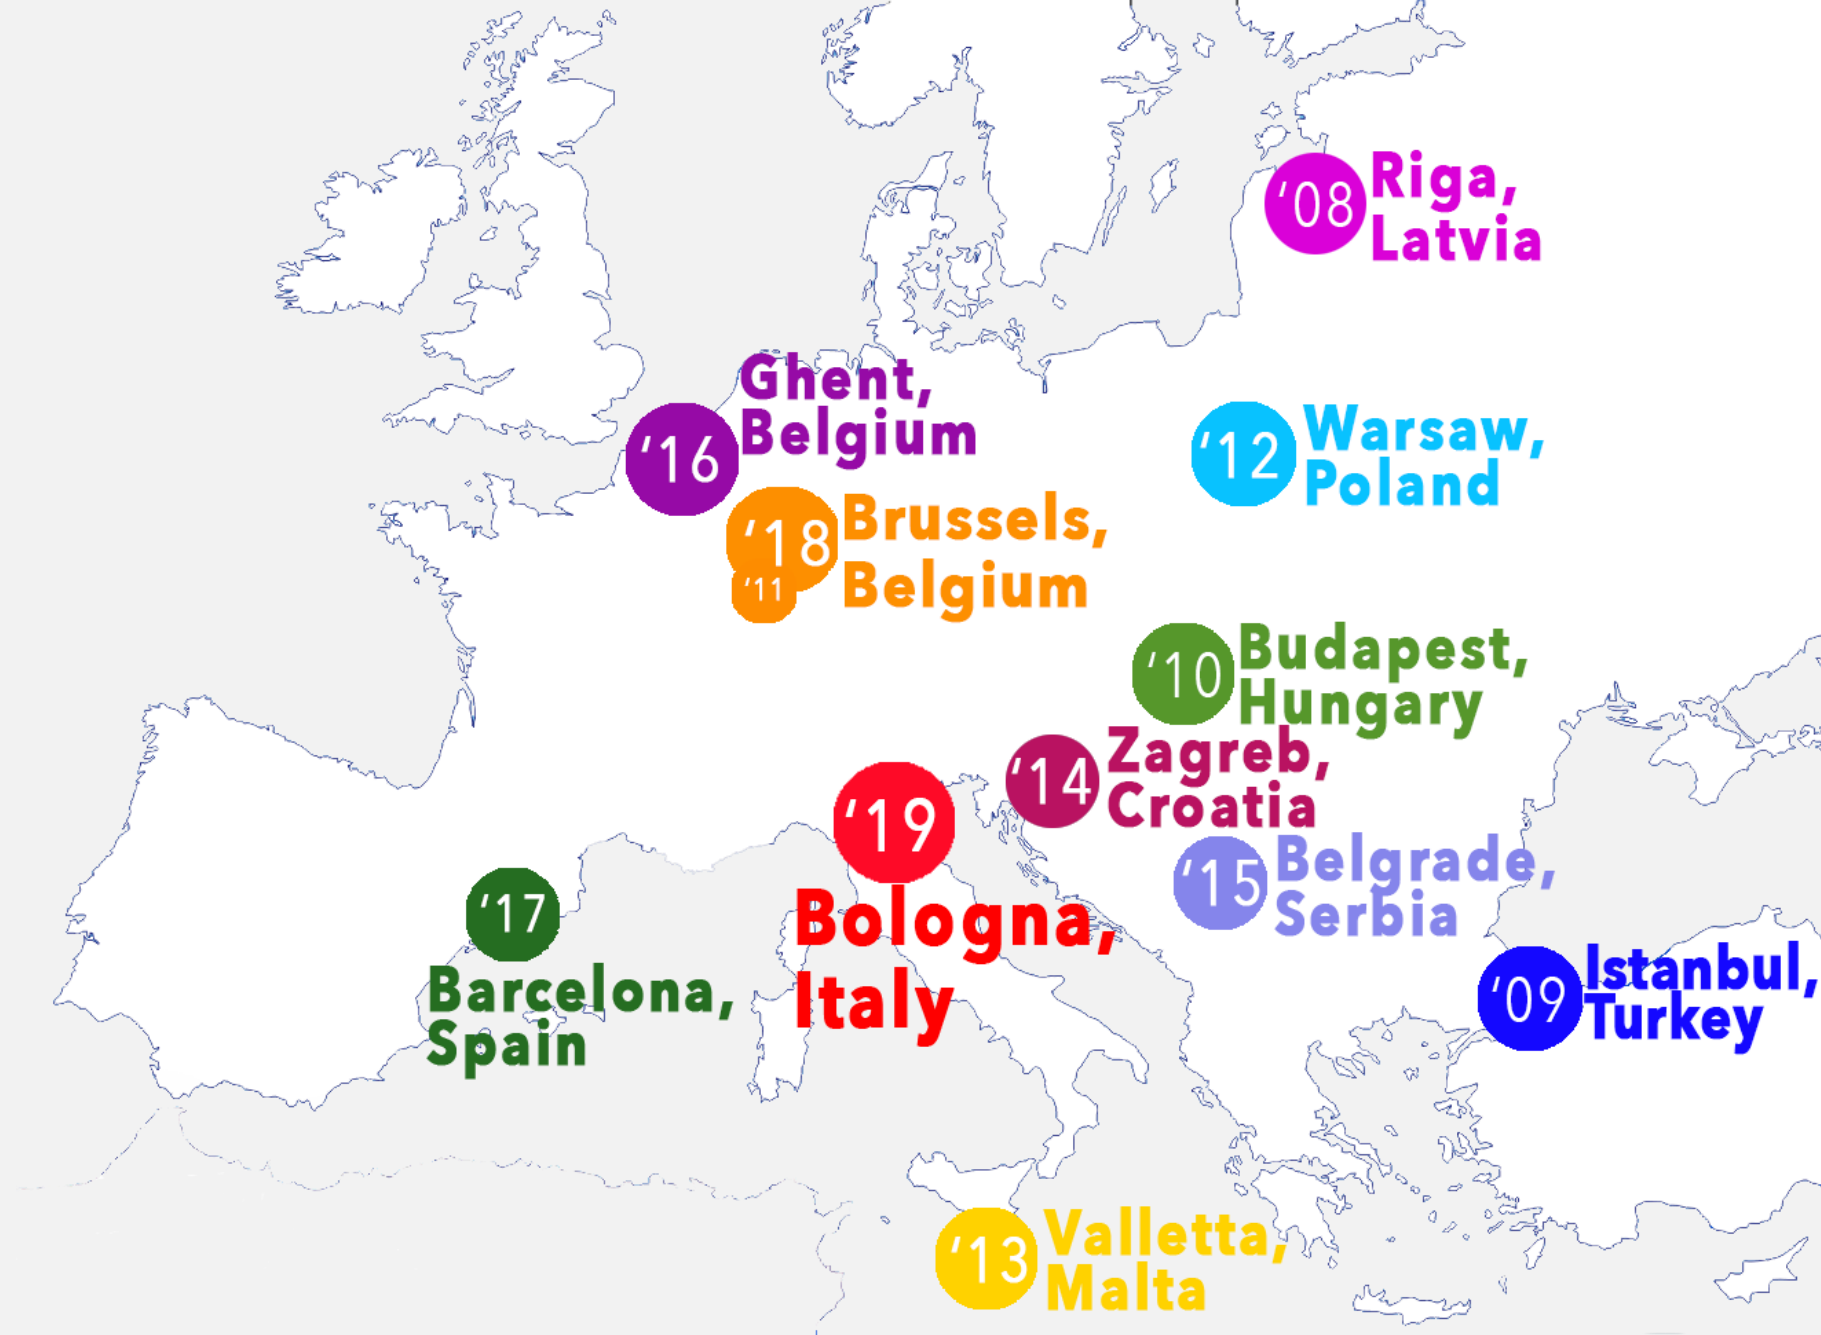 ‘08
Riga,
Latvia
‘16
Ghent,
Belgium
‘12
Warsaw,
Poland
‘18
‘11
Brussels,
Belgium
‘10
Budapest,
Hungary
‘14
Zagreb,
Croatia
‘19
Bologna,
Italy
‘15
Belgrade,
Serbia
‘17
Barcelona,
Spain
‘09
Istanbul,
Turkey
‘13
Valletta,
Malta